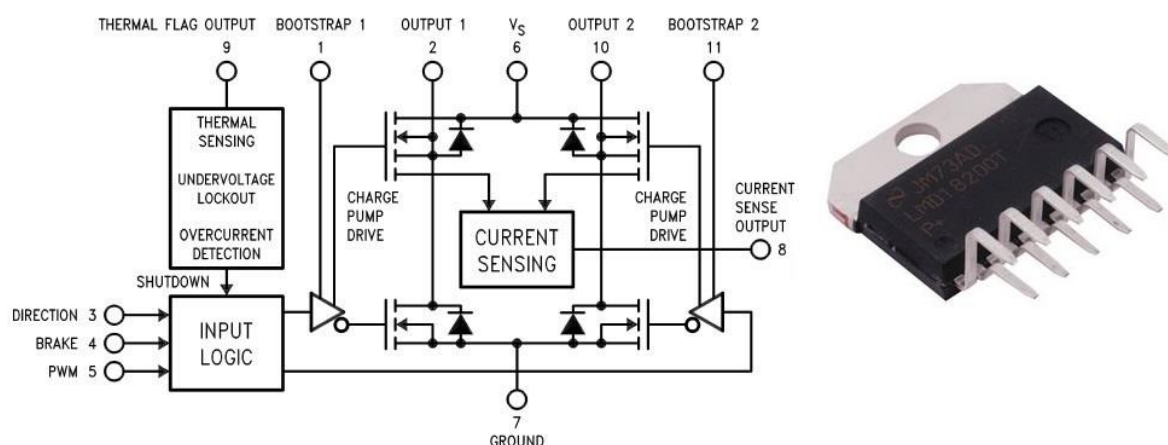 THERMAL FLAG OUTPUT
9
BOOTSTRAP 1
1
OUTPUT 1
2
VS
6
OUTPUT 2
10
BOOTSTRAP 2
11
THERMAL
SENSING
UNDERVOLTAGE
LOCKOUT
OVERCURRENT
DETECTION
SHUTDOWN
CHARGE
PUMP
DRIVE
CURRENT
SENSING
CHARGE
PUMP
DRIVE
CURRENT
SENSE
OUTPUT
8
DIRECTION 3
BRAKE 4
PWM 5
INPUT
LOGIC
7
GROUND
JM73AD
LMD18200T
P+